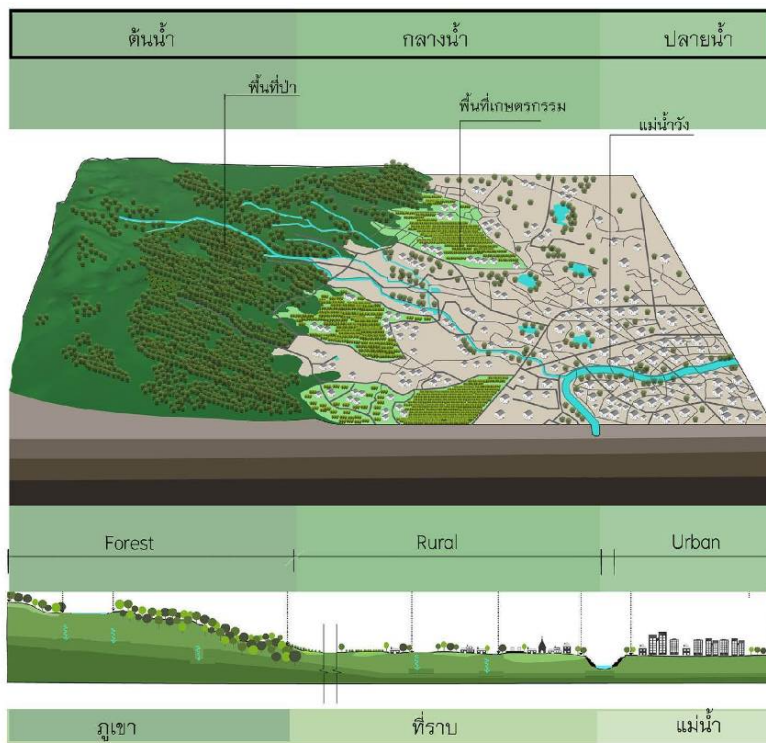 ต้นน้ำ กลางน้ำ ปลายน้ำ
พื้นที่ป่า
พื้นที่เกษตรกรรม
แม่น้ำวัง
Forest Rural Urban
ภูเขา ที่ราบ แม่น้ำ